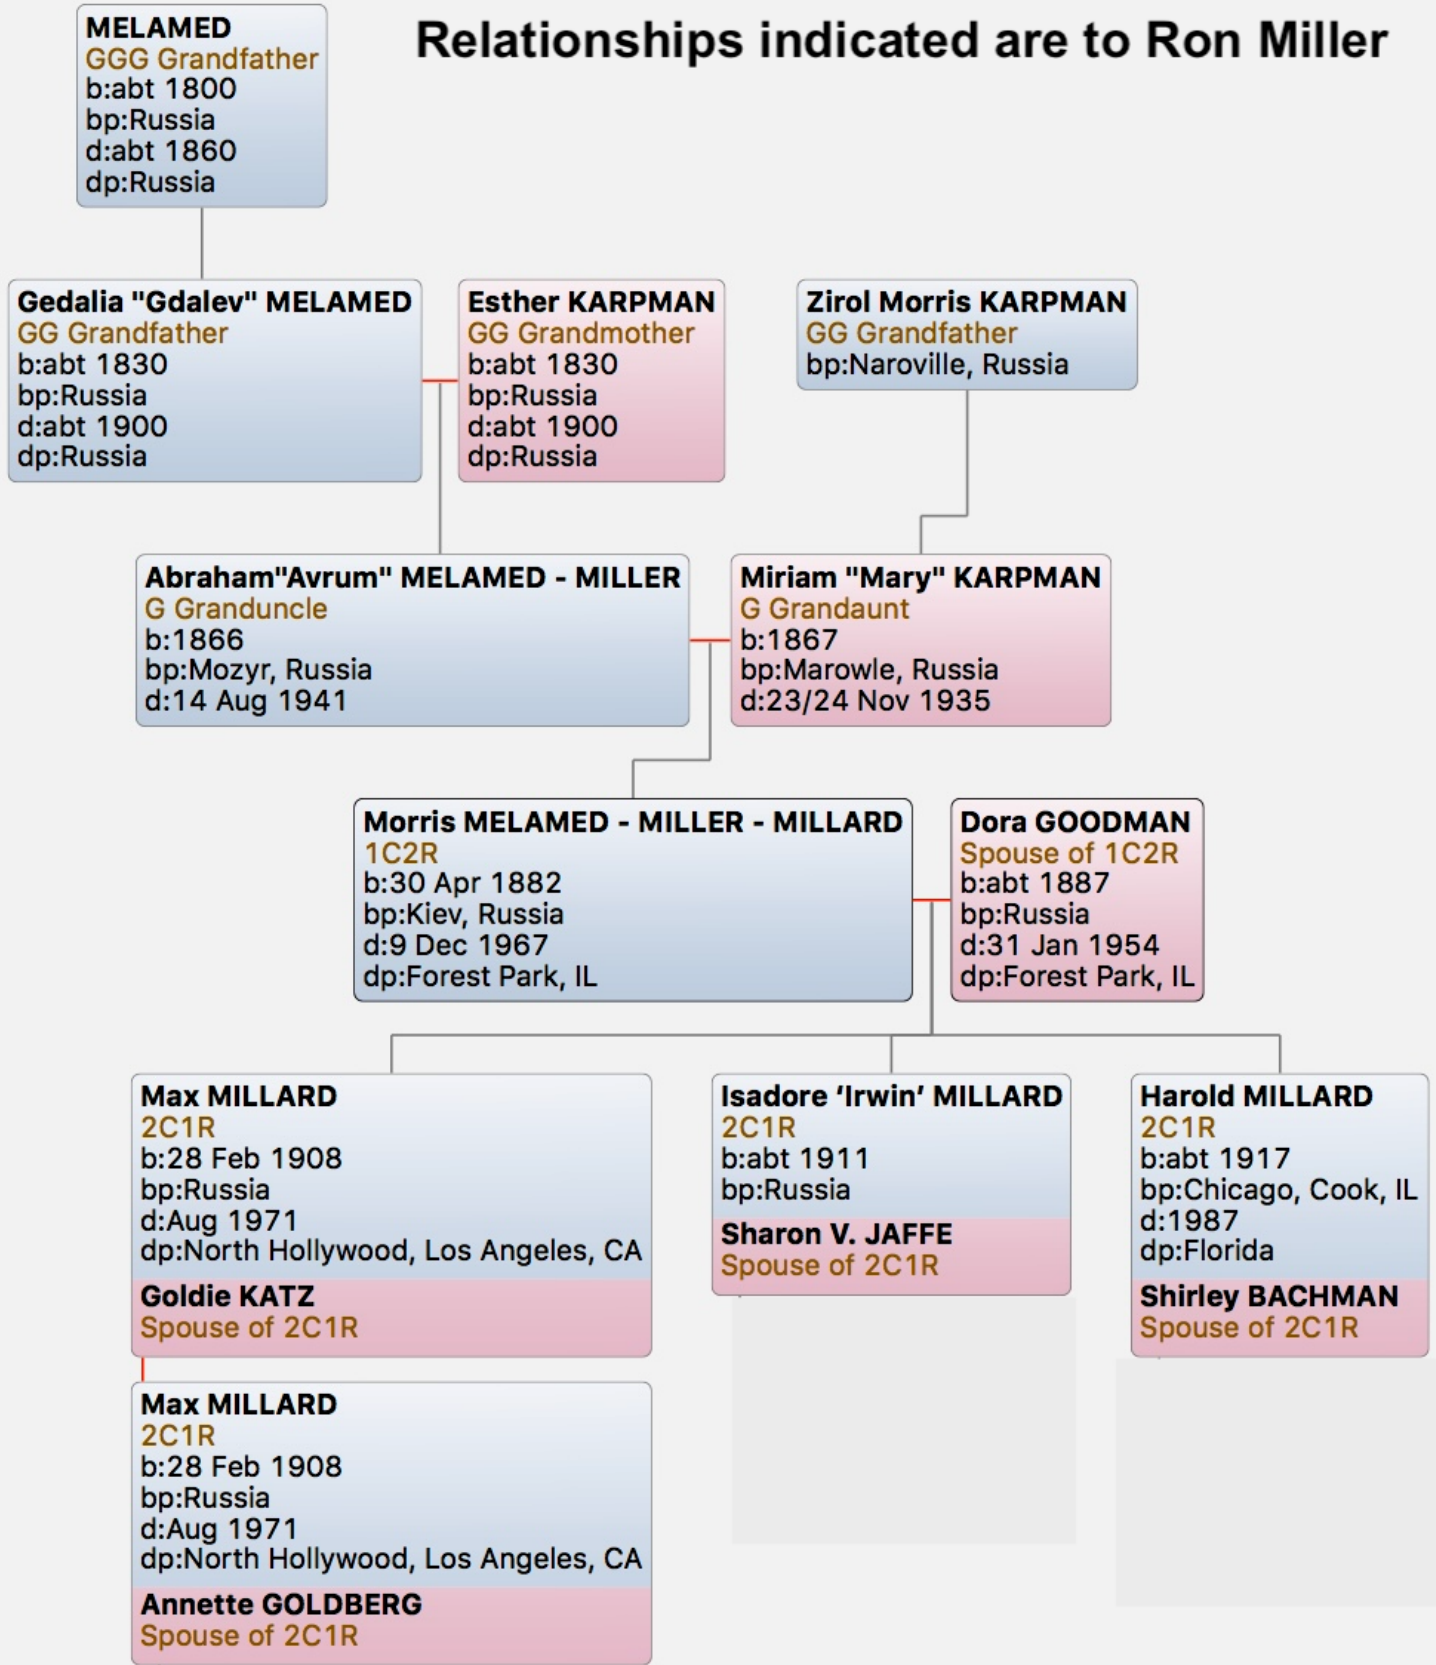 Relationships indicated are to Ron Miller
MELAMED
GGG Grandfather
b:abt 1800
bp:Russia
d:abt 1860
dp:Russia
Gedalia "Gdalev" MELAMED
GG Grandfather
b:abt 1830
bp:Russia
d:abt 1900
dp:Russia
Esther KARPMAN
GG Grandmother
b:abt 1830
bp:Russia
d:abt 1900
dp:Russia
Zirol Morris KARPMAN
GG Grandfather
bp:Naroville, Russia
Abraham"Avrum" MELAMED - MILLER
G Granduncle
b:1866
bp:Mozyr, Russia
d:14 Aug 1941
Miriam "Mary" KARPMAN
G Grandaunt
b:1867
bp:Marowle, Russia
d:23/24 Nov 1935
Morris MELAMED - MILLER - MILLARD
1C2R
b:30 Apr 1882
bp:Kiev, Russia
d:9 Dec 1967
dp:Forest Park, IL
Dora GOODMAN
Spouse of 1C2R
b:abt 1887
bp:Russia
d:31 Jan 1954
dp:Forest Park, IL
Max MILLARD
2C1R
b:28 Feb 1908
bp:Russia
d:Aug 1971
dp:North Hollywood, Los Angeles, CA
Goldie KATZ
Spouse of 2C1R
Isadore ‘Irwin’ MILLARD
2C1R
b:abt 1911
bp:Russia
Sharon V. JAFFE
Spouse of 2C1R
Harold MILLARD
2C1R
b:abt 1917
bp:Chicago, Cook, IL
d:1987
dp:Florida
Shirley BACHMAN
Spouse of 2C1R
Max MILLARD
2C1R
b:28 Feb 1908
bp:Russia
d:Aug 1971
dp:North Hollywood, Los Angeles, CA
Annette GOLDBERG
Spouse of 2C1R